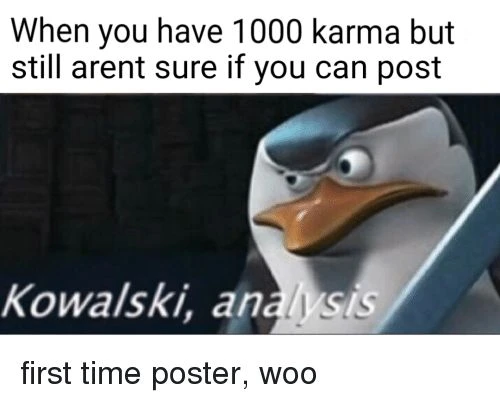 When you have 1000 karma but
still arent sure if you can post
Kowalski, analysis
first time poster, woo